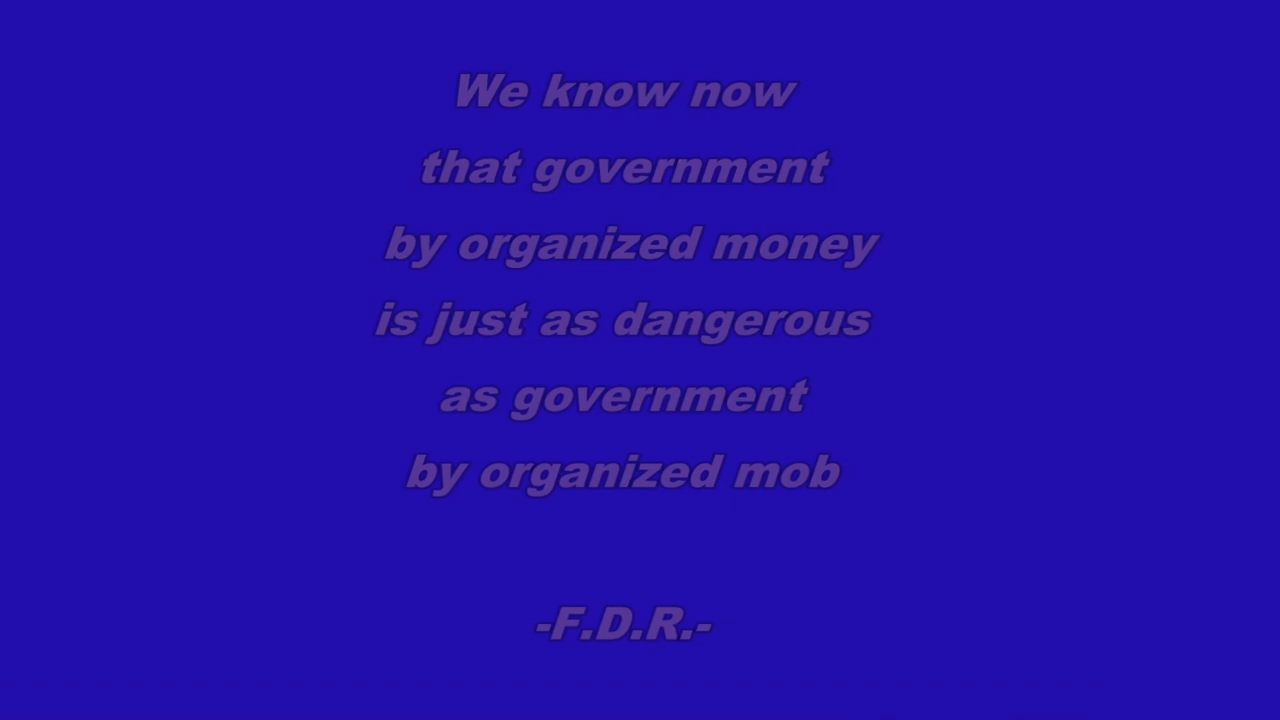 We know now
that government
by organized money
is just as dangerous
as government
by organized mob
-F.D.R.-